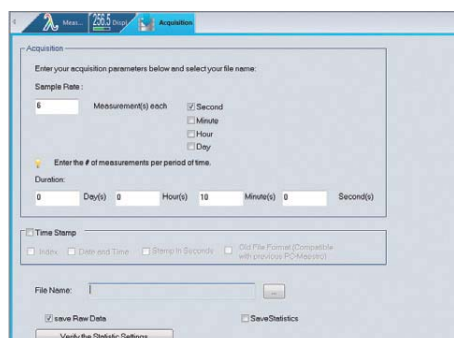 Meas...
256.5 Displ
Acquisition
Acquisition
Enter your acquisition parameters below and select your file name:
Sample Rate :
6 Measurement(s) each Second
Minute
Hour
Day
Enter the # of measurements per period of time.
Duration:
0 Day(s) 0 Hour(s) 10 Minute(s) 0 Second(s)
Time Stamp
Index Date and Time Stamp in Seconds Old File Format (Compatible
with previous PC-Maestro)
File Name: ...
save Raw Data SaveStatistics
Verify the Statistic Settings